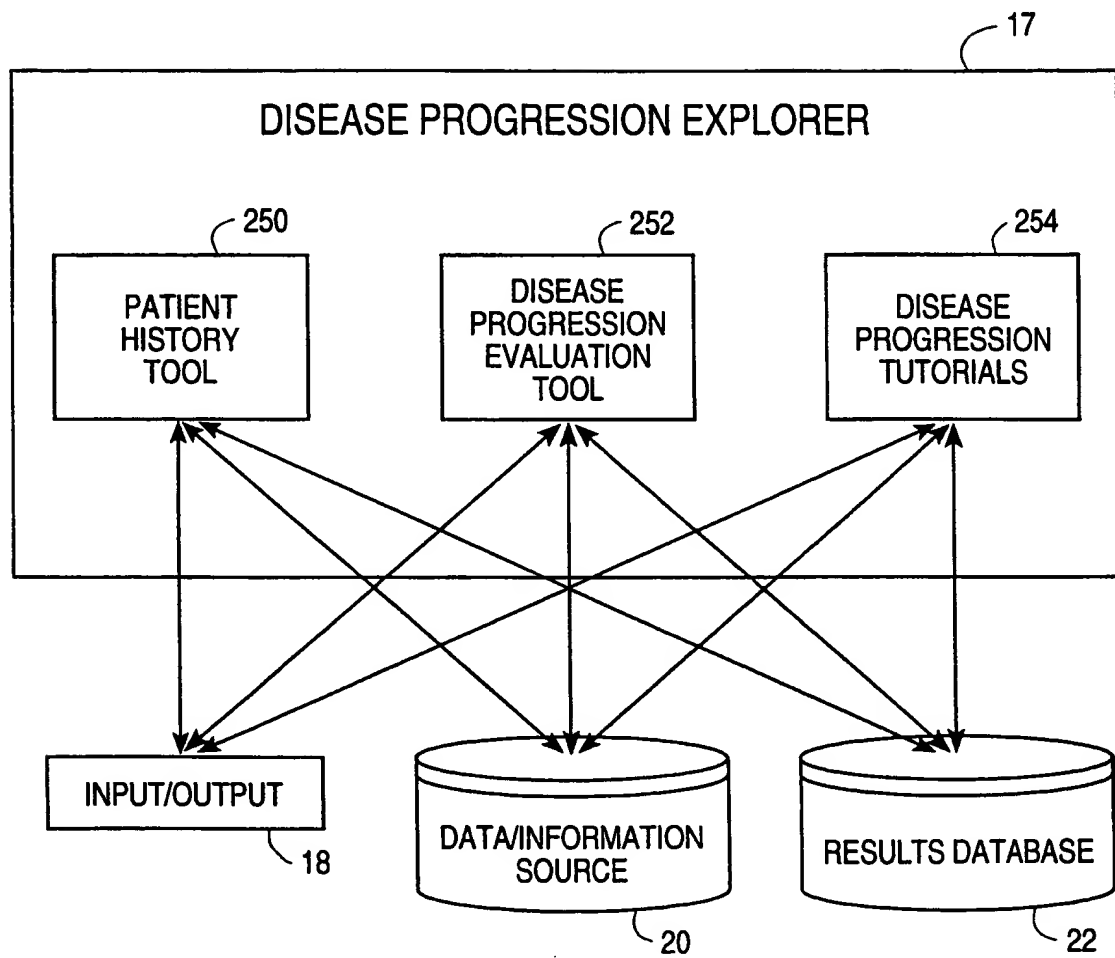 17
DISEASE PROGRESSION EXPLORER
250
252
254
PATIENT
HISTORY
TOOL
DISEASE
PROGRESSION
EVALUATION
TOOL
DISEASE
PROGRESSION
TUTORIALS
INPUT/OUTPUT
18
DATA/INFORMATION
SOURCE
20
RESULTS DATABASE
22